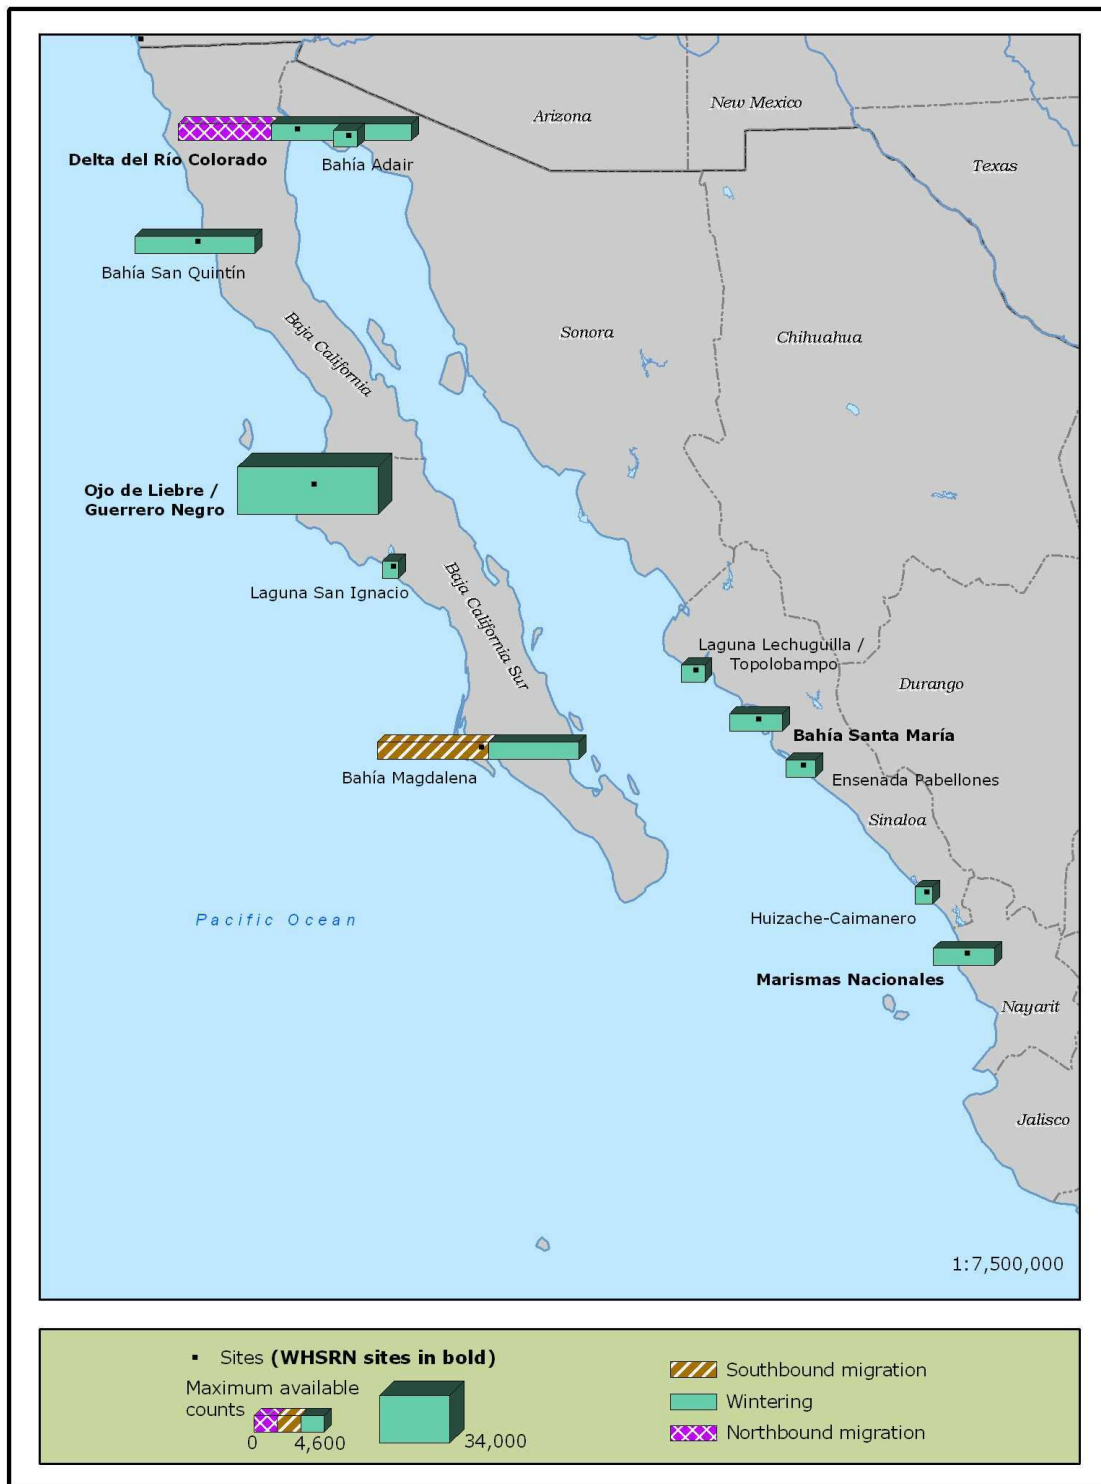 Arizona
New Mexico
Texas
Delta del Río Colorado
Bahía Adair
Bahía San Quintín
Baja California
Sonora
Chihuahua
Ojo de Liebre /
Guerrero Negro
Laguna San Ignacio
Baja California Sur
Laguna Lechuguilla /
Topolobampo
Durango
Bahía Santa María
Bahía Magdalena
Ensenada Pabellones
Sinaloa
Pacific Ocean
Huizache-Caimanero
Marismas Nacionales
Nayarit
Jalisco
1:7,500,000
Sites (WHSRN sites in bold)
Maximum available
counts
0 4,600
34,000
Southbound migration
Wintering
Northbound migration